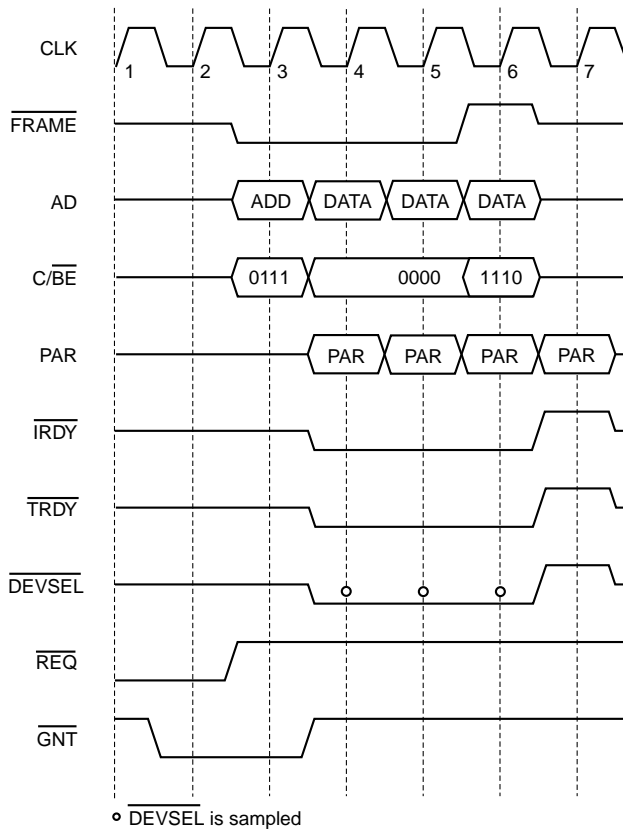 CLK
1 2 3 4 5 6 7
FRAME
AD ADD DATA DATA DATA
C/BE 0111 0000 1110
PAR PAR PAR PAR PAR
IRDY
TRDY
DEVSEL
REQ
GNT
DEVSEL is sampled